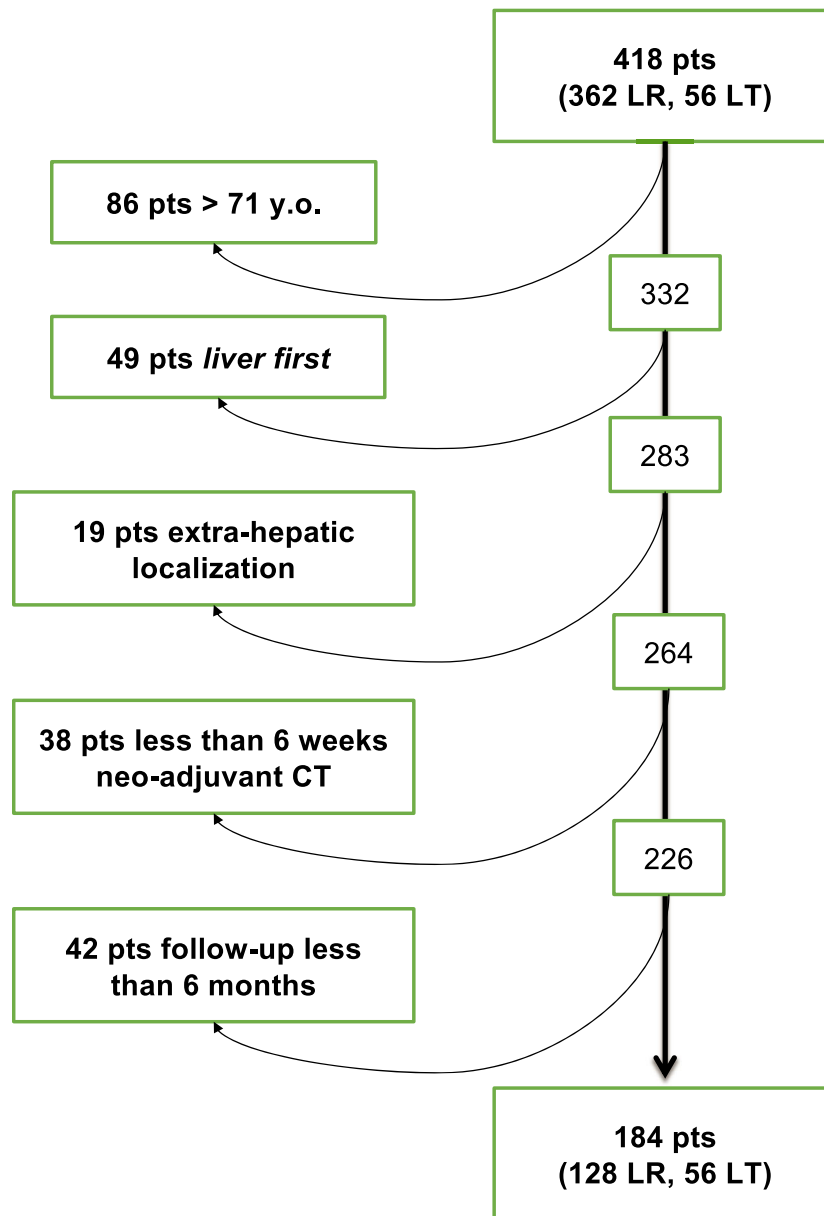 418 pts
(362 LR, 56 LT)
86 pts > 71 y.o.
332
49 pts liver first
283
19 pts extra-hepatic
localization
264
38 pts less than 6 weeks
neo-adjuvant CT
226
42 pts follow-up less
than 6 months
184 pts
(128 LR, 56 LT)